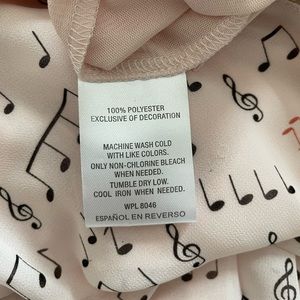 100% POLYESTER
EXCLUSIVE OF DECORATION
MACHINE WASH COLD
WITH LIKE COLORS.
ONLY NON-CHLORINE BLEACH
WHEN NEEDED.
TUMBLE DRY LOW.
COOL IRON WHEN NEEDED.
WPL 8046
ESPAÑOL EN REVERSO